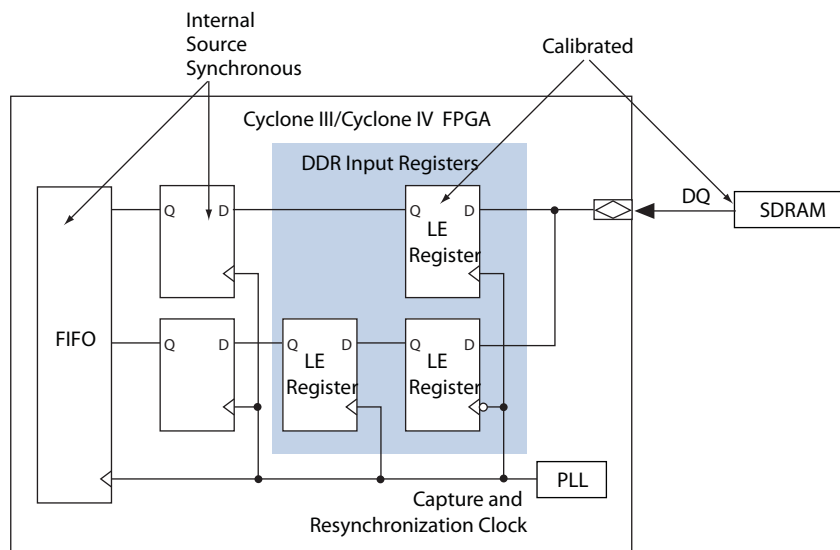 Internal
Source
Synchronous
Calibrated
Cyclone III/Cyclone IV FPGA
DDR Input Registers
DQ
SDRAM
Q D
Q D
LE
Register
FIFO
Q D
Q D
LE
Register
Q D
LE
Register
PLL
Capture and
Resynchronization Clock